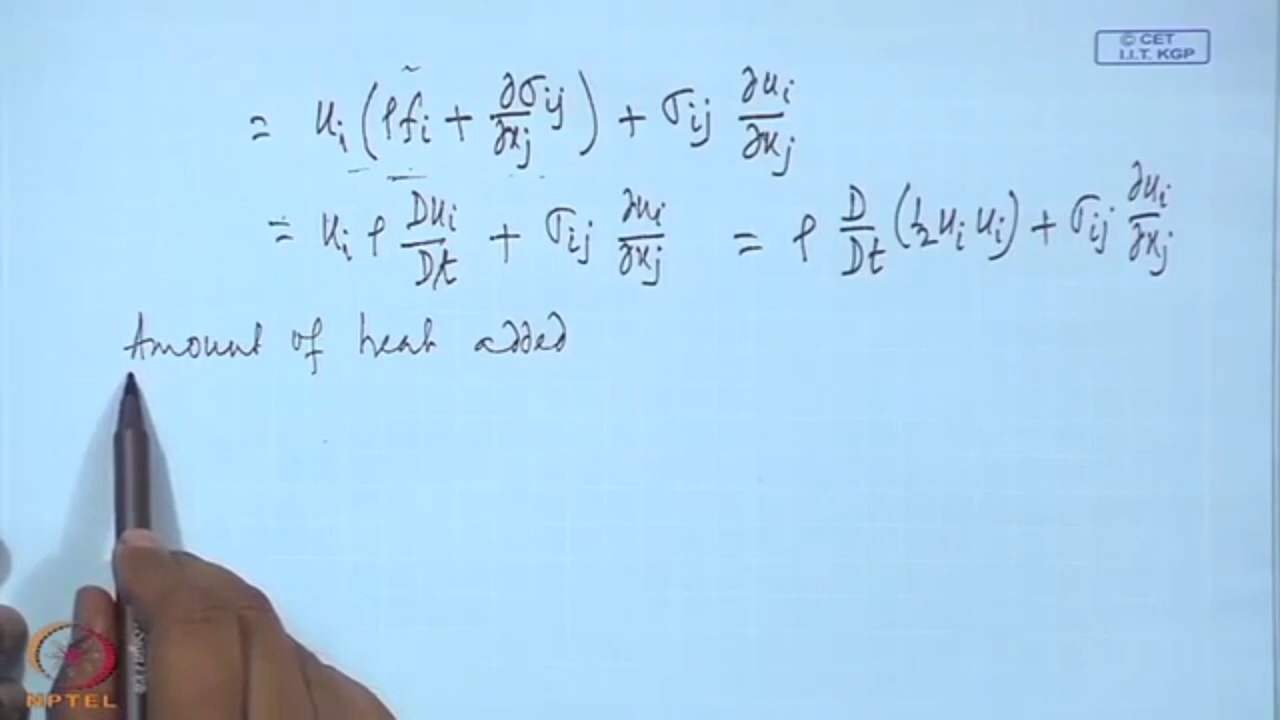 © CET
I.I.T. KGP
= u_i (ρf_i + ∂σ_ij/∂x_j) + σ_ij ∂u_i/∂x_j
= u_i ρ Du_i/Dt + σ_ij ∂u_i/∂x_j = ρ D/Dt (½ u_i u_i) + σ_ij ∂u_i/∂x_j
Amount of heat added
NPTEL